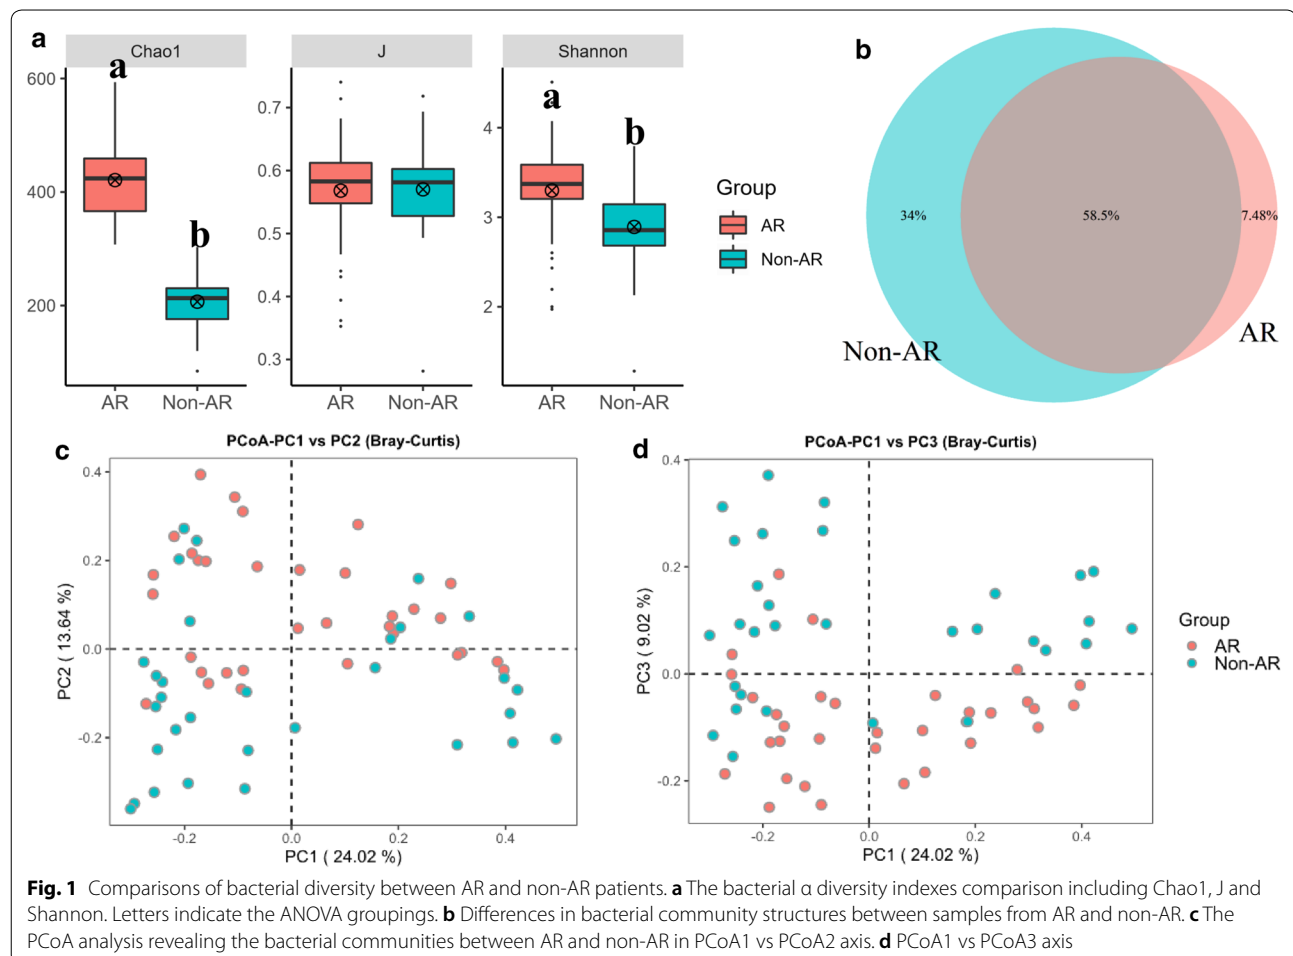 a
Chao1
J
Shannon
a
b
a
b
600
400
200
0.7
0.6
0.5
0.4
0.3
4
3
2
AR
Non-AR
AR
Non-AR
AR
Non-AR
Group
AR
Non-AR
b
34%
58.5%
7.48%
Non-AR
AR
c
PCoA-PC1 vs PC2 (Bray-Curtis)
PC2 ( 13.64 %)
0.4
0.2
0.0
-0.2
-0.2
0.0
0.2
0.4
PC1 ( 24.02 %)
d
PCoA-PC1 vs PC3 (Bray-Curtis)
PC3 ( 9.02 %)
0.4
0.2
0.0
-0.2
-0.2
0.0
0.2
0.4
PC1 ( 24.02 %)
Group
AR
Non-AR
Fig. 1 Comparisons of bacterial diversity between AR and non-AR patients. a The bacterial α diversity indexes comparison including Chao1, J and
Shannon. Letters indicate the ANOVA groupings. b Differences in bacterial community structures between samples from AR and non-AR. c The
PCoA analysis revealing the bacterial communities between AR and non-AR in PCoA1 vs PCoA2 axis. d PCoA1 vs PCoA3 axis